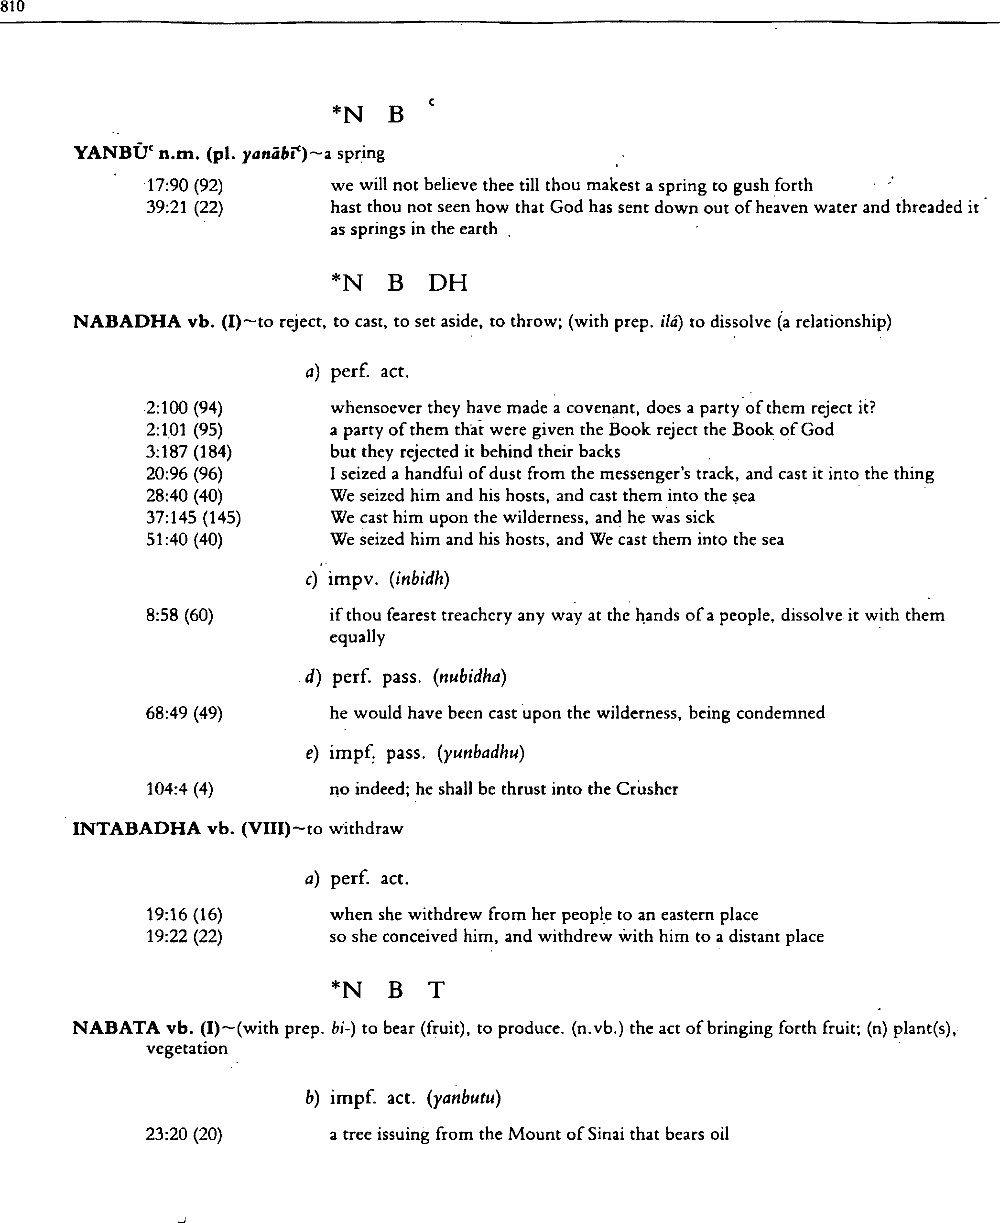 810
*N B ʿ
YANBŪʿ n.m. (pl. yanābīʿ)~a spring
17:90 (92) we will not believe thee till thou makest a spring to gush forth
39:21 (22) hast thou not seen how that God has sent down out of heaven water and threaded it
as springs in the earth
*N B DH
NABADHA vb. (I)~to reject, to cast, to set aside, to throw; (with prep. ilá) to dissolve (a relationship)
a) perf. act.
2:100 (94) whensoever they have made a covenant, does a party of them reject it?
2:101 (95) a party of them that were given the Book reject the Book of God
3:187 (184) but they rejected it behind their backs
20:96 (96) I seized a handful of dust from the messenger's track, and cast it into the thing
28:40 (40) We seized him and his hosts, and cast them into the sea
37:145 (145) We cast him upon the wilderness, and he was sick
51:40 (40) We seized him and his hosts, and We cast them into the sea
c) impv. (inbidh)
8:58 (60) if thou fearest treachery any way at the hands of a people, dissolve it with them
equally
d) perf. pass. (nubidha)
68:49 (49) he would have been cast upon the wilderness, being condemned
e) impf. pass. (yunbadhu)
104:4 (4) no indeed; he shall be thrust into the Crusher
INTABADHA vb. (VIII)~to withdraw
a) perf. act.
19:16 (16) when she withdrew from her people to an eastern place
19:22 (22) so she conceived him, and withdrew with him to a distant place
*N B T
NABATA vb. (I)~(with prep. bi-) to bear (fruit), to produce. (n.vb.) the act of bringing forth fruit; (n) plant(s),
vegetation
b) impf. act. (yanbutu)
23:20 (20) a tree issuing from the Mount of Sinai that bears oil